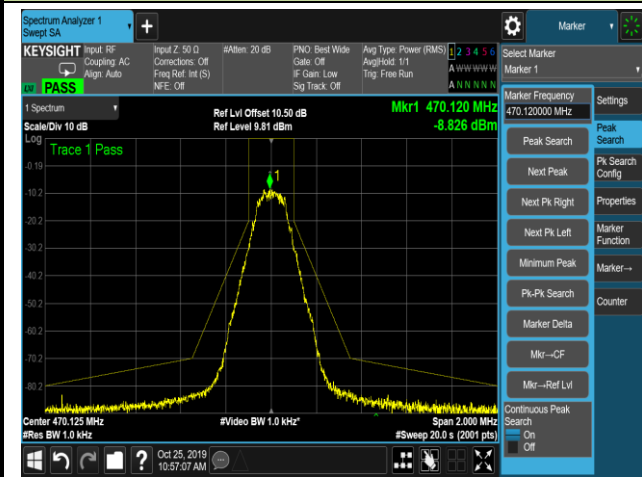 Spectrum Analyzer 1
Swept SA
+
Marker
KEYSIGHT
Input: RF
Coupling: AC
Align: Auto
Input Z: 50 Ω
Corrections: Off
Freq Ref: Int (S)
NFE: Off
#Atten: 20 dB
PNO: Best Wide
Gate: Off
IF Gain: Low
Sig Track: Off
Avg Type: Power (RMS)
Avg|Hold: 1/1
Trig: Free Run
1 2 3 4 5 6
A W W W W W
A N N N N N
LXI
PASS
1 Spectrum
Scale/Div 10 dB
Ref Lvl Offset 10.50 dB
Ref Level 9.81 dBm
Mkr1 470.120 MHz
-8.826 dBm
Log
Trace 1 Pass
1
-0.19
-10.2
-20.2
-30.2
-40.2
-50.2
-60.2
-70.2
-80.2
Center 470.125 MHz
#Res BW 1.0 kHz
#Video BW 1.0 kHz*
Span 2.000 MHz
#Sweep 20.0 s (2001 pts)
Select Marker
Marker 1
Marker Frequency
470.120000 MHz
Peak Search
Next Peak
Next Pk Right
Next Pk Left
Minimum Peak
Pk-Pk Search
Marker Delta
Mkr→CF
Mkr→Ref Lvl
Continuous Peak
Search
On
Off
Settings
Peak
Search
Pk Search
Config
Properties
Marker
Function
Marker→
Counter
?
Oct 25, 2019
10:57:07 AM